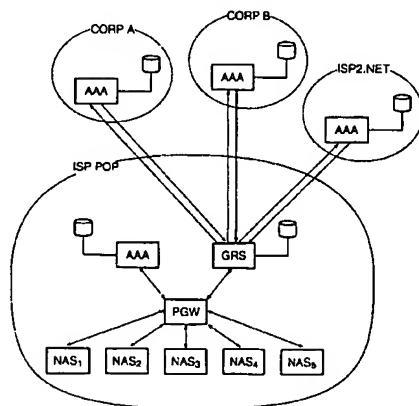 CORP A
CORP B
ISP2.NET
AAA
AAA
AAA
ISP POP
AAA
GRS
PGW
NAS1
NAS2
NAS3
NAS4
NAS5